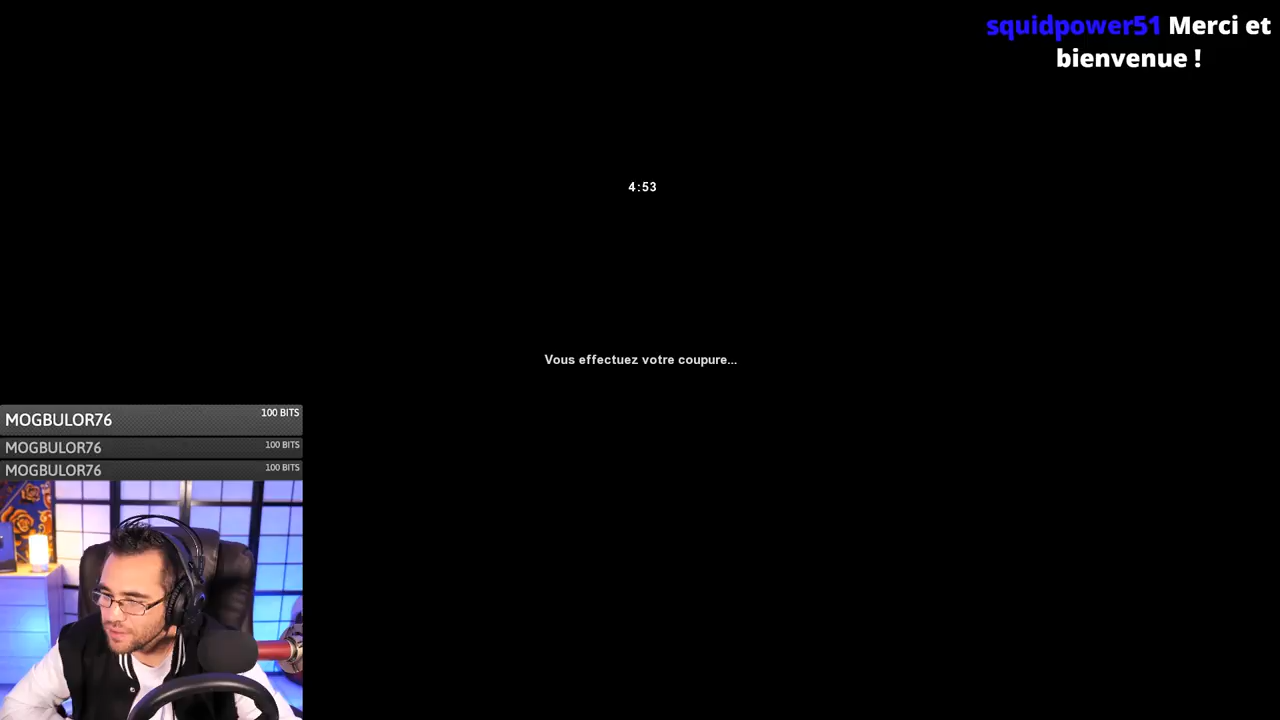 squidpower51 Merci et
bienvenue !
4:53
Vous effectuez votre coupure...
MOGBULOR76 100 BITS
MOGBULOR76 100 BITS
MOGBULOR76 100 BITS